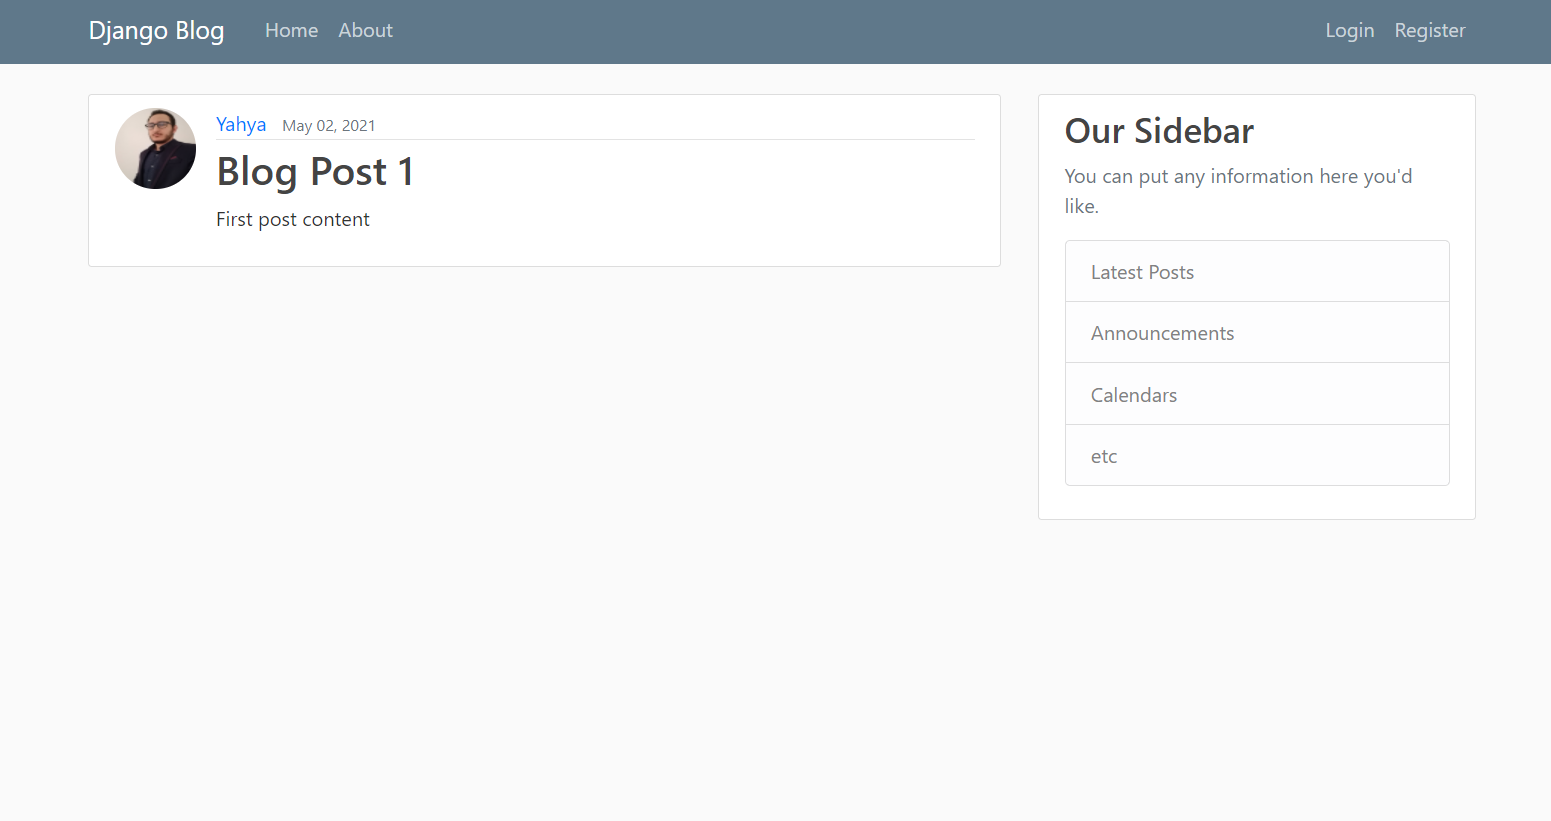 Django Blog Home About Login Register
Yahya May 02, 2021
Blog Post 1
First post content
Our Sidebar
You can put any information here you'd
like.
Latest Posts
Announcements
Calendars
etc